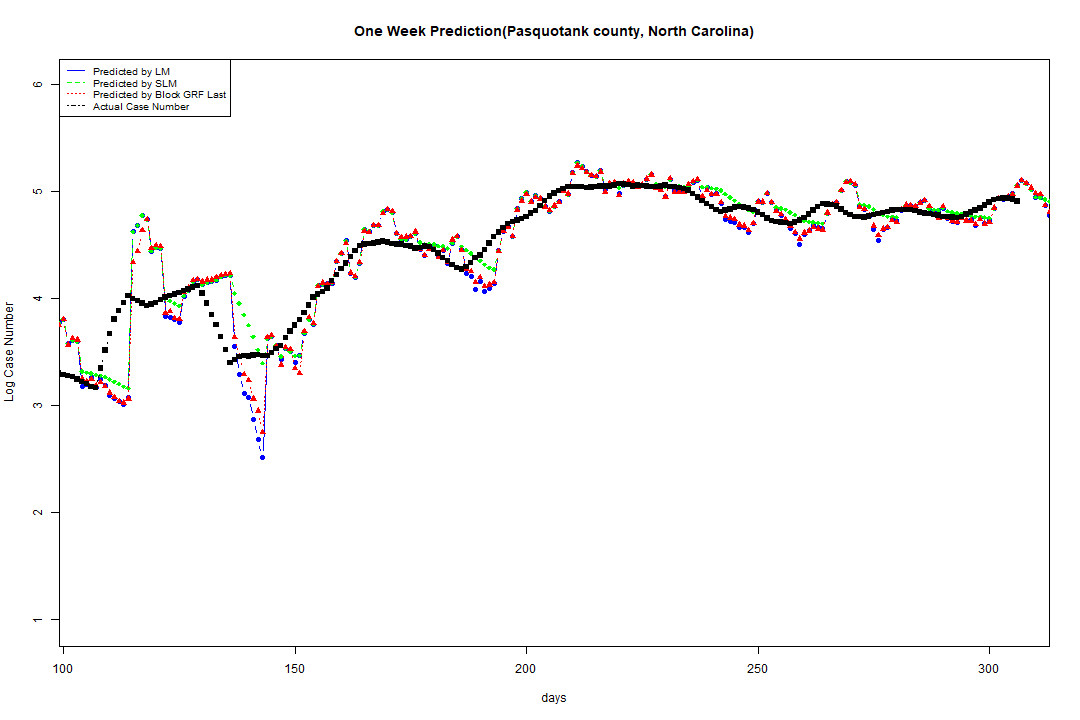 One Week Prediction(Pasquotank county, North Carolina)
Predicted by LM
Predicted by SLM
Predicted by Block GRF Last
Actual Case Number
6
5
4
3
2
1
Log Case Number
100 150 200 250 300
days